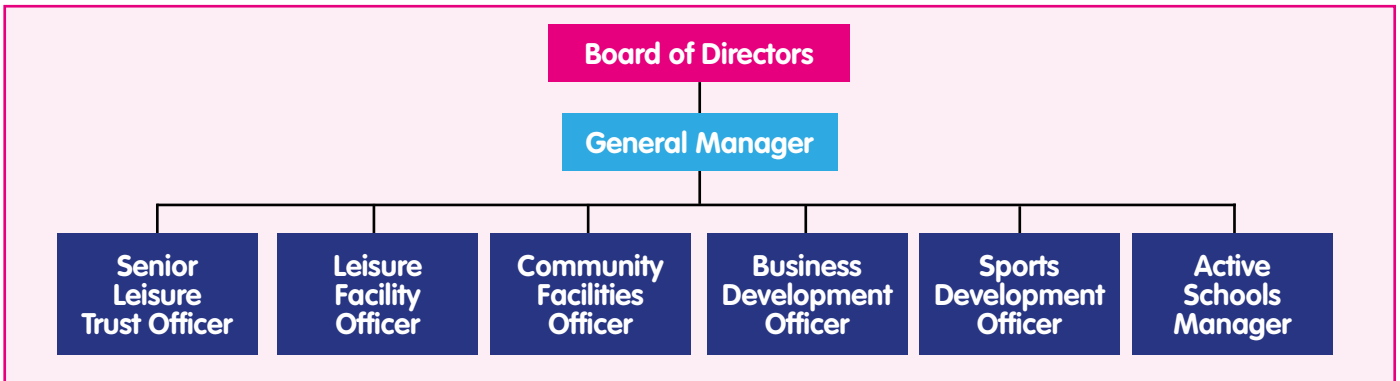 Board of Directors
General Manager
Senior
Leisure
Trust Officer
Leisure
Facility
Officer
Community
Facilities
Officer
Business
Development
Officer
Sports
Development
Officer
Active
Schools
Manager